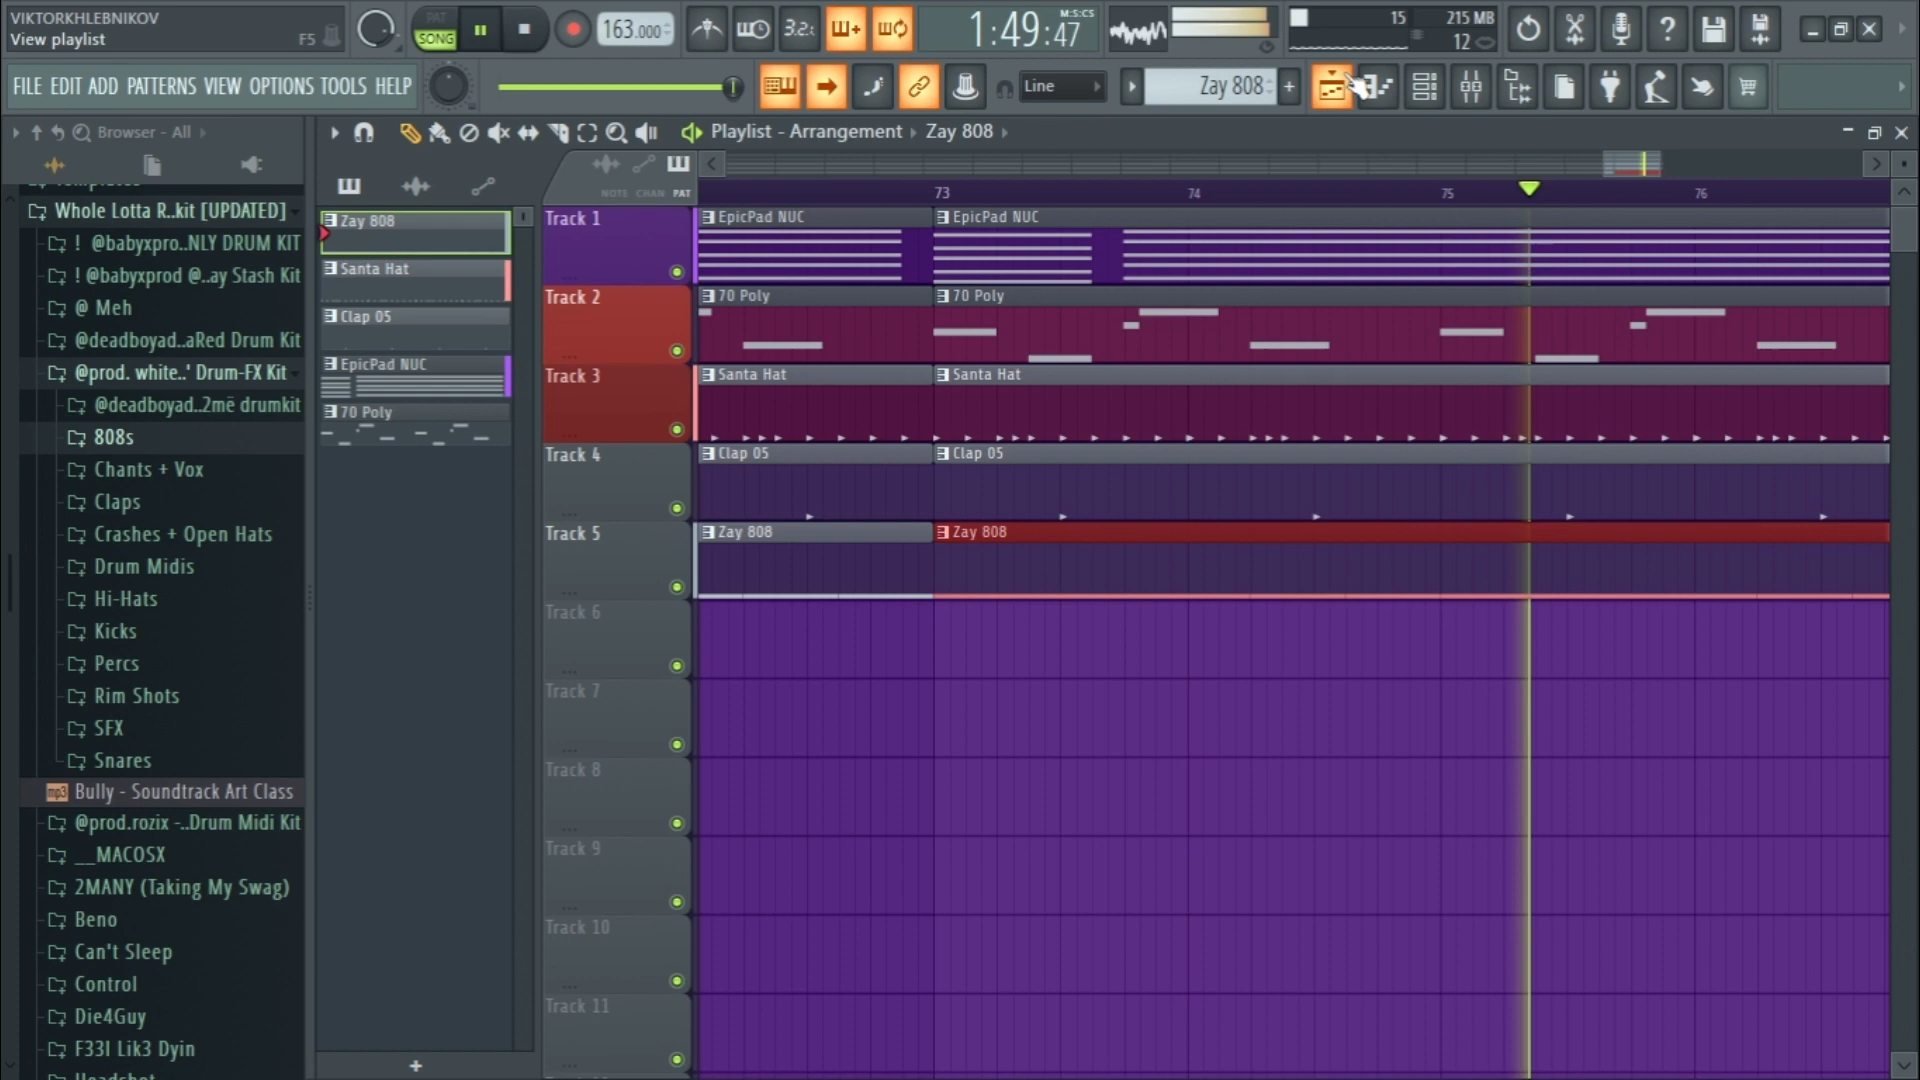 VIKTORKHLEBNIKOV
View playlist
F5
PAT
SONG
163.000
3.2:
1:49:47
M:S:CS
15
215 MB
12
FILE EDIT ADD PATTERNS VIEW OPTIONS TOOLS HELP
Line
Zay 808
+
Browser - All
Playlist - Arrangement
Zay 808
NOTE CHAN PAT
Whole Lotta R..kit [UPDATED]
! @babyxpro..NLY DRUM KIT
! @babyxprod @..ay Stash Kit
@ Meh
@deadboyad..aRed Drum Kit
@prod. white..' Drum-FX Kit
@deadboyad..2më drumkit
808s
Chants + Vox
Claps
Crashes + Open Hats
Drum Midis
Hi-Hats
Kicks
Percs
Rim Shots
SFX
Snares
mp3 Bully - Soundtrack Art Class
@prod.rozix -..Drum Midi Kit
__MACOSX
2MANY (Taking My Swag)
Beno
Can't Sleep
Control
Die4Guy
F33l Lik3 Dyin
Zay 808
Santa Hat
Clap 05
EpicPad NUC
70 Poly
+
73 74 75 76
Track 1
EpicPad NUC
EpicPad NUC
Track 2
70 Poly
70 Poly
Track 3
Santa Hat
Santa Hat
Track 4
Clap 05
Clap 05
Track 5
Zay 808
Zay 808
Track 6
Track 7
Track 8
Track 9
Track 10
Track 11